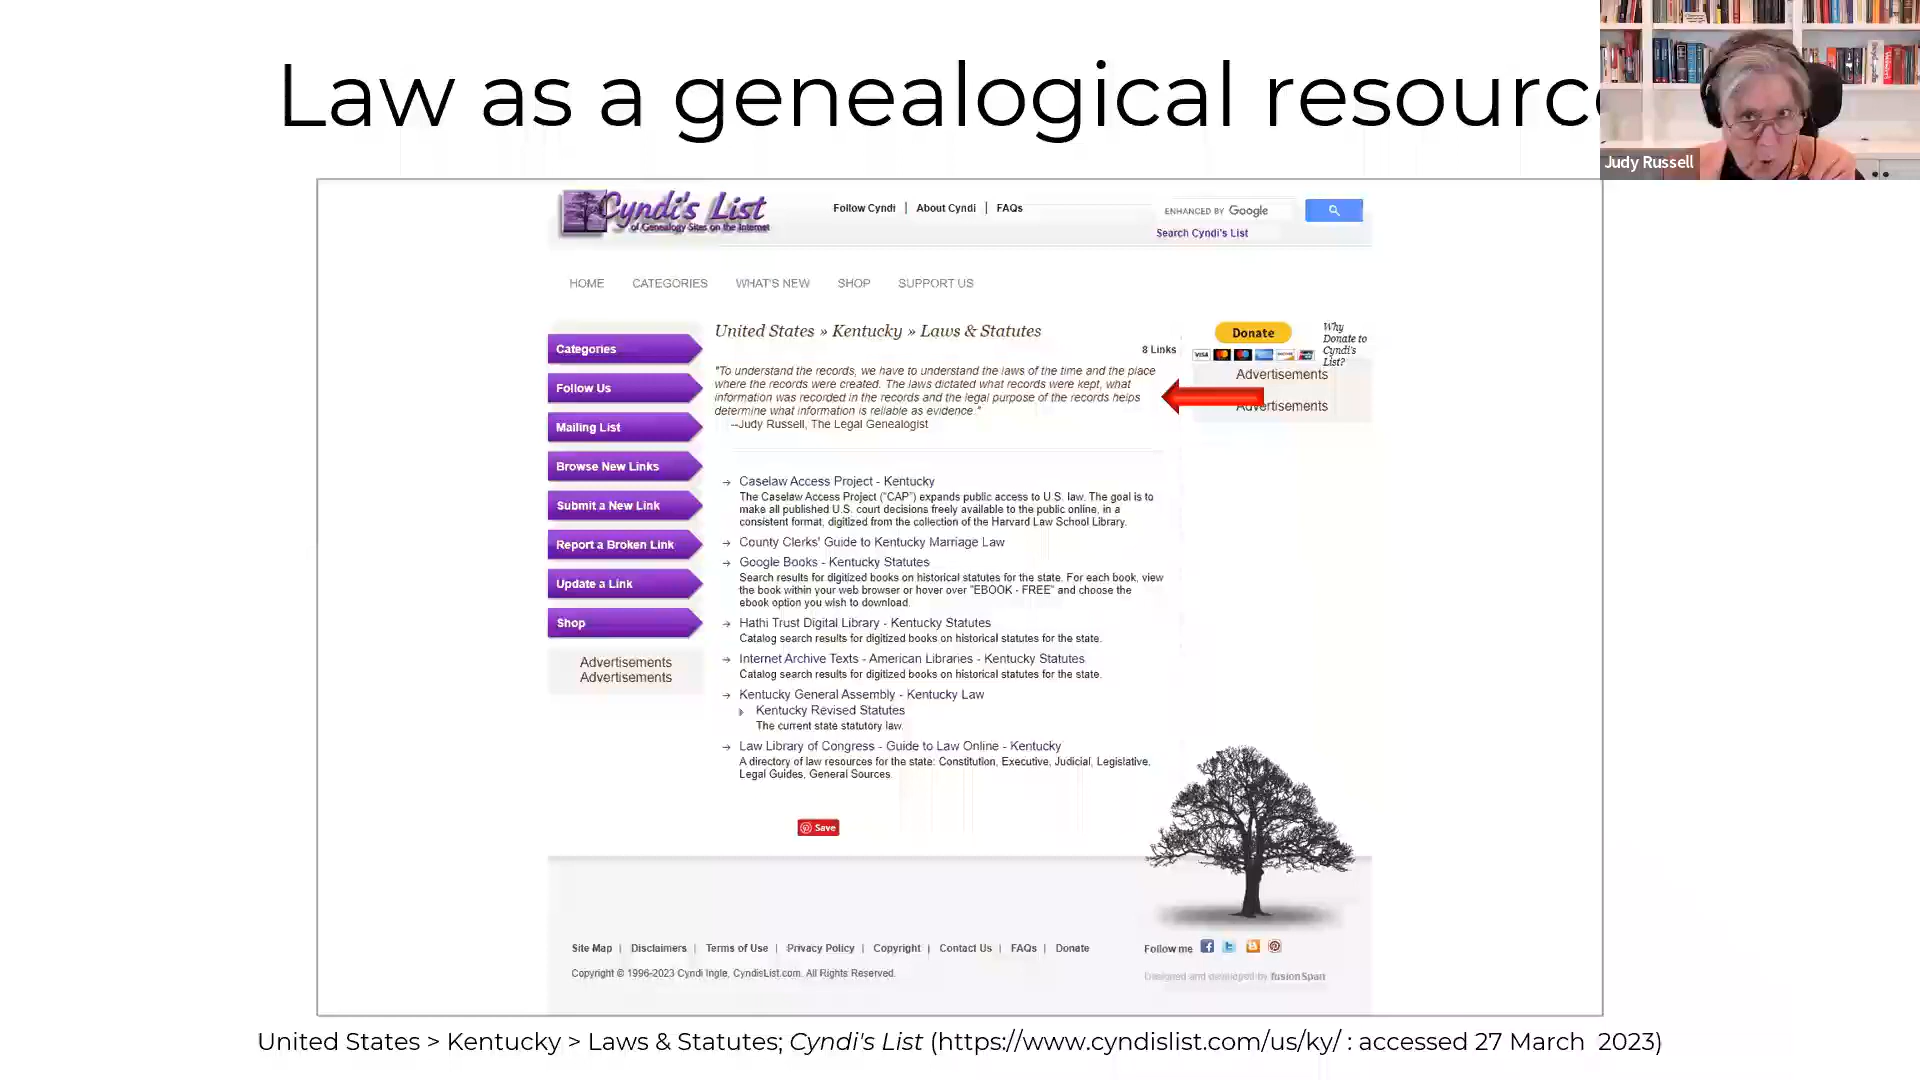 Law as a genealogical resourc
Judy Russell
Cyndi's List
of Genealogy Sites on the Internet
Follow Cyndi | About Cyndi | FAQs
ENHANCED BY Google
Search Cyndi's List
HOME CATEGORIES WHAT'S NEW SHOP SUPPORT US
Categories
Follow Us
Mailing List
Browse New Links
Submit a New Link
Report a Broken Link
Update a Link
Shop
Advertisements
Advertisements
United States » Kentucky » Laws & Statutes
8 Links
"To understand the records, we have to understand the laws of the time and the place
where the records were created. The laws dictated what records were kept, what
information was recorded in the records and the legal purpose of the records helps
determine what information is reliable as evidence."
--Judy Russell, The Legal Genealogist
Donate
Why
Donate to
Cyndi's
List?
VISA
Advertisements
Advertisements
→ Caselaw Access Project - Kentucky
The Caselaw Access Project ("CAP") expands public access to U.S. law. The goal is to
make all published U.S. court decisions freely available to the public online, in a
consistent format, digitized from the collection of the Harvard Law School Library.
→ County Clerks' Guide to Kentucky Marriage Law
→ Google Books - Kentucky Statutes
Search results for digitized books on historical statutes for the state. For each book, view
the book within your web browser or hover over "EBOOK - FREE" and choose the
ebook option you wish to download.
→ Hathi Trust Digital Library - Kentucky Statutes
Catalog search results for digitized books on historical statutes for the state.
→ Internet Archive Texts - American Libraries - Kentucky Statutes
Catalog search results for digitized books on historical statutes for the state.
→ Kentucky General Assembly - Kentucky Law
Kentucky Revised Statutes
The current state statutory law.
→ Law Library of Congress - Guide to Law Online - Kentucky
A directory of law resources for the state: Constitution, Executive, Judicial, Legislative,
Legal Guides, General Sources.
Save
Site Map | Disclaimers | Terms of Use | Privacy Policy | Copyright | Contact Us | FAQs | Donate
Copyright © 1996-2023 Cyndi Ingle, CyndisList.com. All Rights Reserved.
Follow me
Designed and developed by fusionSpan
United States > Kentucky > Laws & Statutes; Cyndi's List (https://www.cyndislist.com/us/ky/ : accessed 27 March 2023)